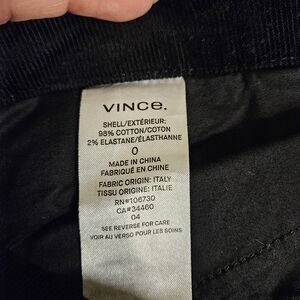 VINCE.
SHELL/EXTÉRIEUR:
98% COTTON/COTON
2% ELASTANE/ÉLASTHANNE
0
MADE IN CHINA
FABRIQUÉ EN CHINE
FABRIC ORIGIN: ITALY
TISSU ORIGINE: ITALIE
RN#106730
CA#34460
04
SEE REVERSE FOR CARE
VOIR AU VERSO POUR LES SOINS